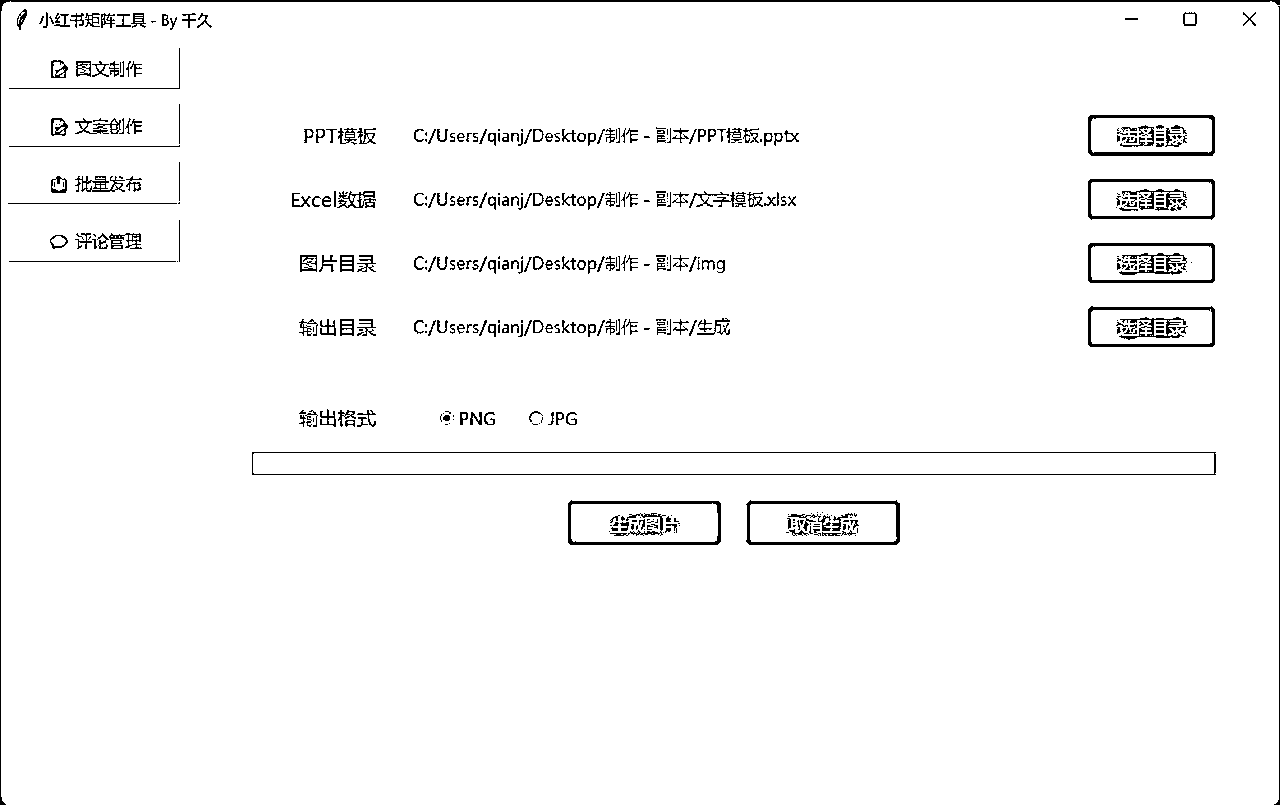 小红书矩阵工具 - By 千久
图文制作
文案创作
批量发布
评论管理
PPT模板 C:/Users/qianj/Desktop/制作 - 副本/PPT模板.pptx 选择目录
Excel数据 C:/Users/qianj/Desktop/制作 - 副本/文字模板.xlsx 选择目录
图片目录 C:/Users/qianj/Desktop/制作 - 副本/img 选择目录
输出目录 C:/Users/qianj/Desktop/制作 - 副本/生成 选择目录
输出格式 PNG JPG
生成图片 取消生成